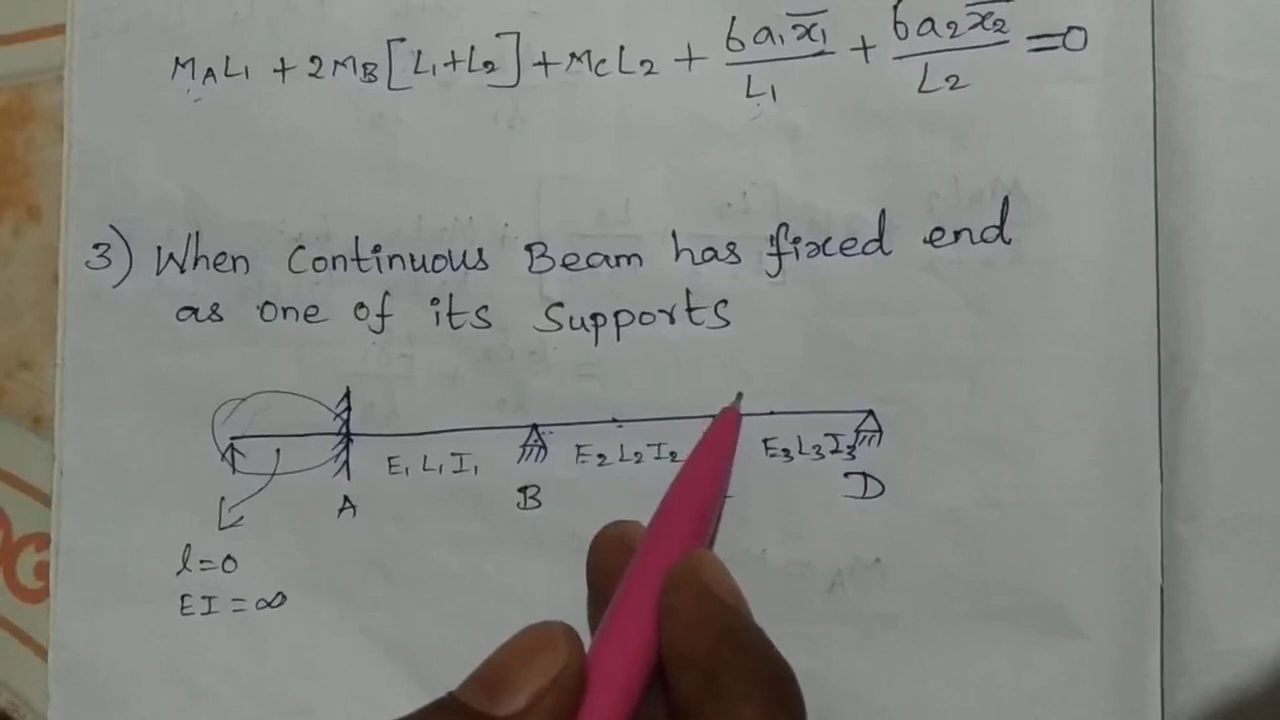 MAL1 + 2MB[L1+L2] + MCL2 + 6a1x̄1/L1 + 6a2x̄2/L2 = 0
3) When Continuous Beam has fixed end
as one of its Supports
E1 L1 I1 E2 L2 I2 E3 L3 I3
A B D
l=0
EI = ∞